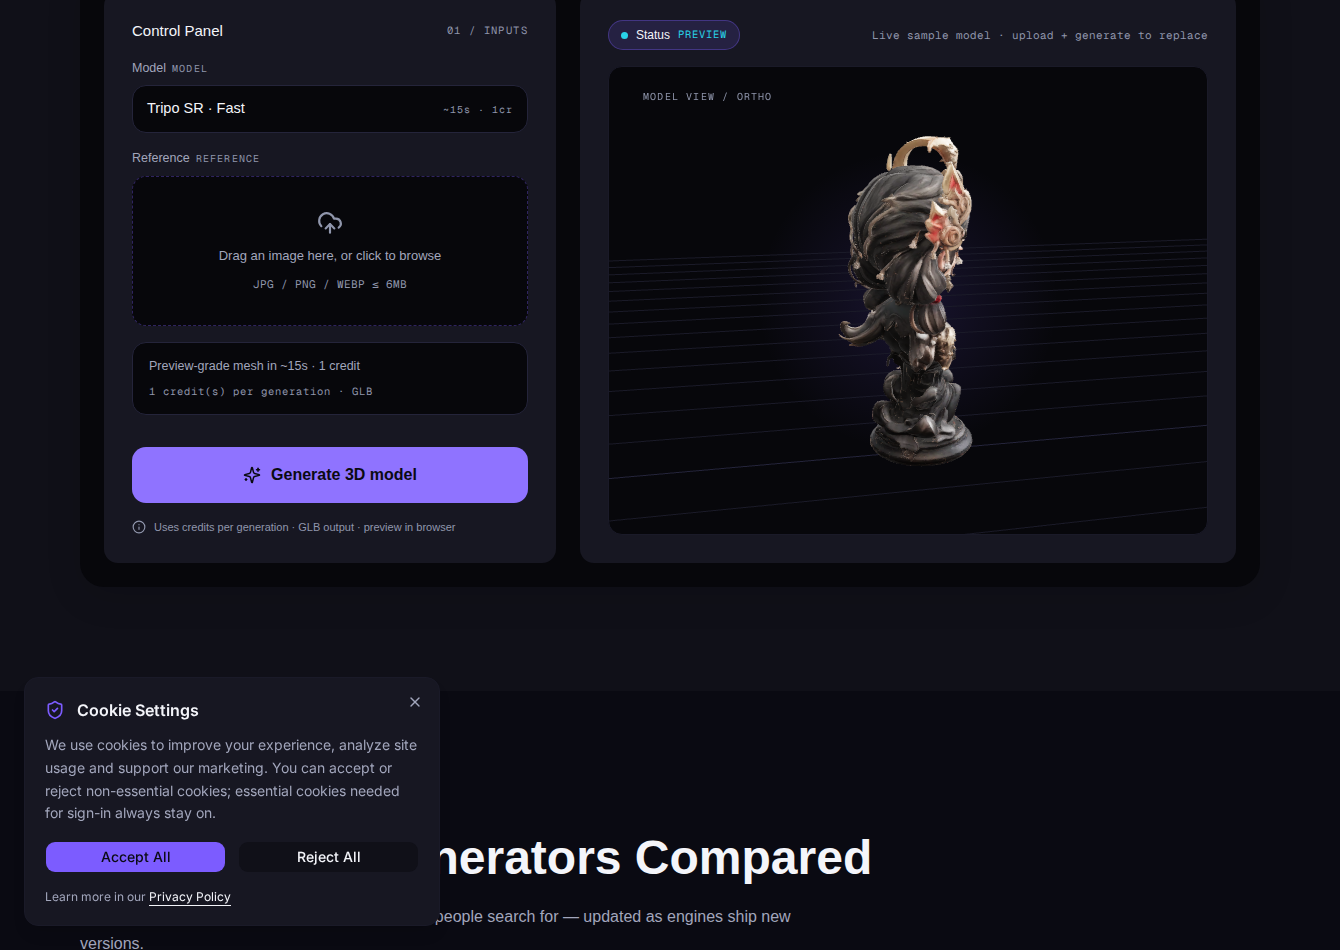 Control Panel
01 / INPUTS
Model MODEL
Tripo SR · Fast
~15s · 1cr
Reference REFERENCE
Drag an image here, or click to browse
JPG / PNG / WEBP ≤ 6MB
Preview-grade mesh in ~15s · 1 credit
1 credit(s) per generation · GLB
Generate 3D model
Uses credits per generation · GLB output · preview in browser
Status PREVIEW
Live sample model · upload + generate to replace
MODEL VIEW / ORTHO
Cookie Settings
We use cookies to improve your experience, analyze site
usage and support our marketing. You can accept or
reject non-essential cookies; essential cookies needed
for sign-in always stay on.
Accept All
Reject All
Learn more in our Privacy Policy
nerators Compared
people search for — updated as engines ship new
versions.